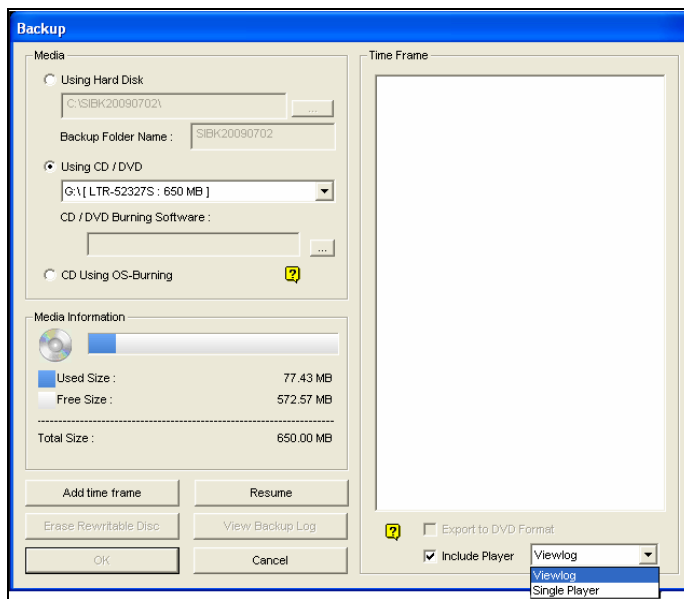 Backup
Media
Using Hard Disk
C:\SIBK20090702\
...
Backup Folder Name :
SIBK20090702
Using CD / DVD
G:\ [ LTR-52327S : 650 MB ]
CD / DVD Burning Software :
...
CD Using OS-Burning
?
Media Information
Used Size : 77.43 MB
Free Size : 572.57 MB
Total Size : 650.00 MB
Add time frame
Resume
Erase Rewritable Disc
View Backup Log
OK
Cancel
Time Frame
?
Export to DVD Format
Include Player
Viewlog
Viewlog
Single Player